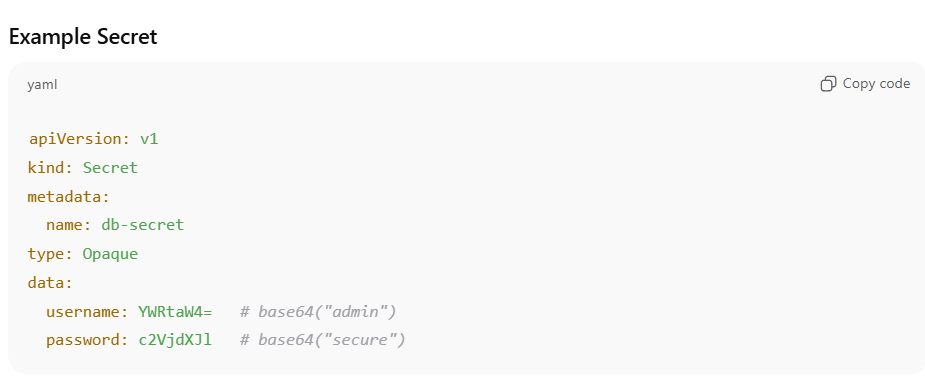 Example Secret
yaml
Copy code
apiVersion: v1
kind: Secret
metadata:
  name: db-secret
type: Opaque
data:
  username: YWRtaW4=   # base64("admin")
  password: c2VjdXJl   # base64("secure")